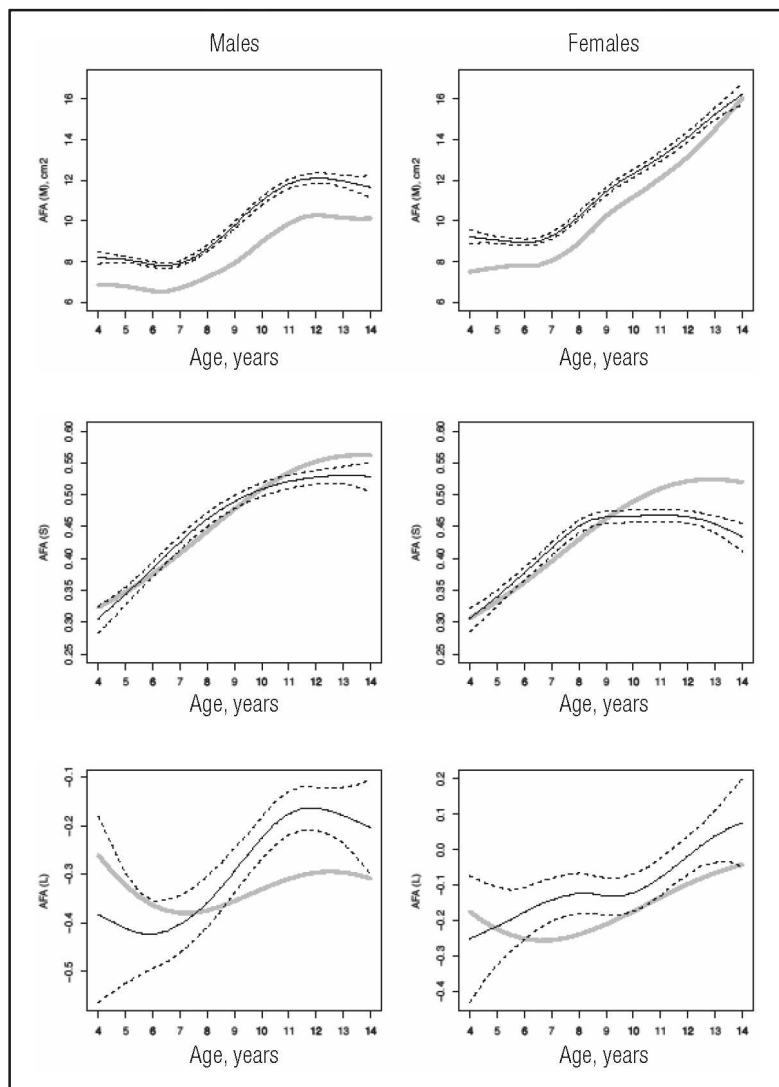 Males
Females
AFA (M), cm2
16
14
12
10
8
6
4 5 6 7 8 9 10 11 12 13 14
Age, years
AFA (M), cm2
16
14
12
10
8
6
4 5 6 7 8 9 10 11 12 13 14
Age, years
AFA (S)
0.60
0.55
0.50
0.45
0.40
0.35
0.30
0.25
4 5 6 7 8 9 10 11 12 13 14
Age, years
AFA (S)
0.60
0.55
0.50
0.45
0.40
0.35
0.30
0.25
4 5 6 7 8 9 10 11 12 13 14
Age, years
AFA (L)
-0.1
-0.2
-0.3
-0.4
-0.5
4 5 6 7 8 9 10 11 12 13 14
Age, years
AFA (L)
0.2
0.1
0.0
-0.1
-0.2
-0.3
-0.4
4 5 6 7 8 9 10 11 12 13 14
Age, years